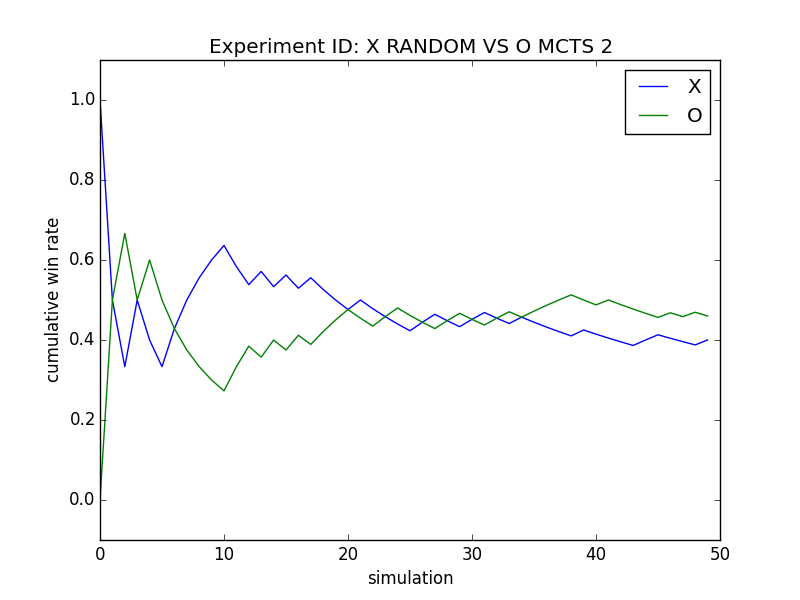 Experiment ID: X RANDOM VS O MCTS 2
X
O
1.0
0.8
0.6
0.4
0.2
0.0
cumulative win rate
0 10 20 30 40 50
simulation